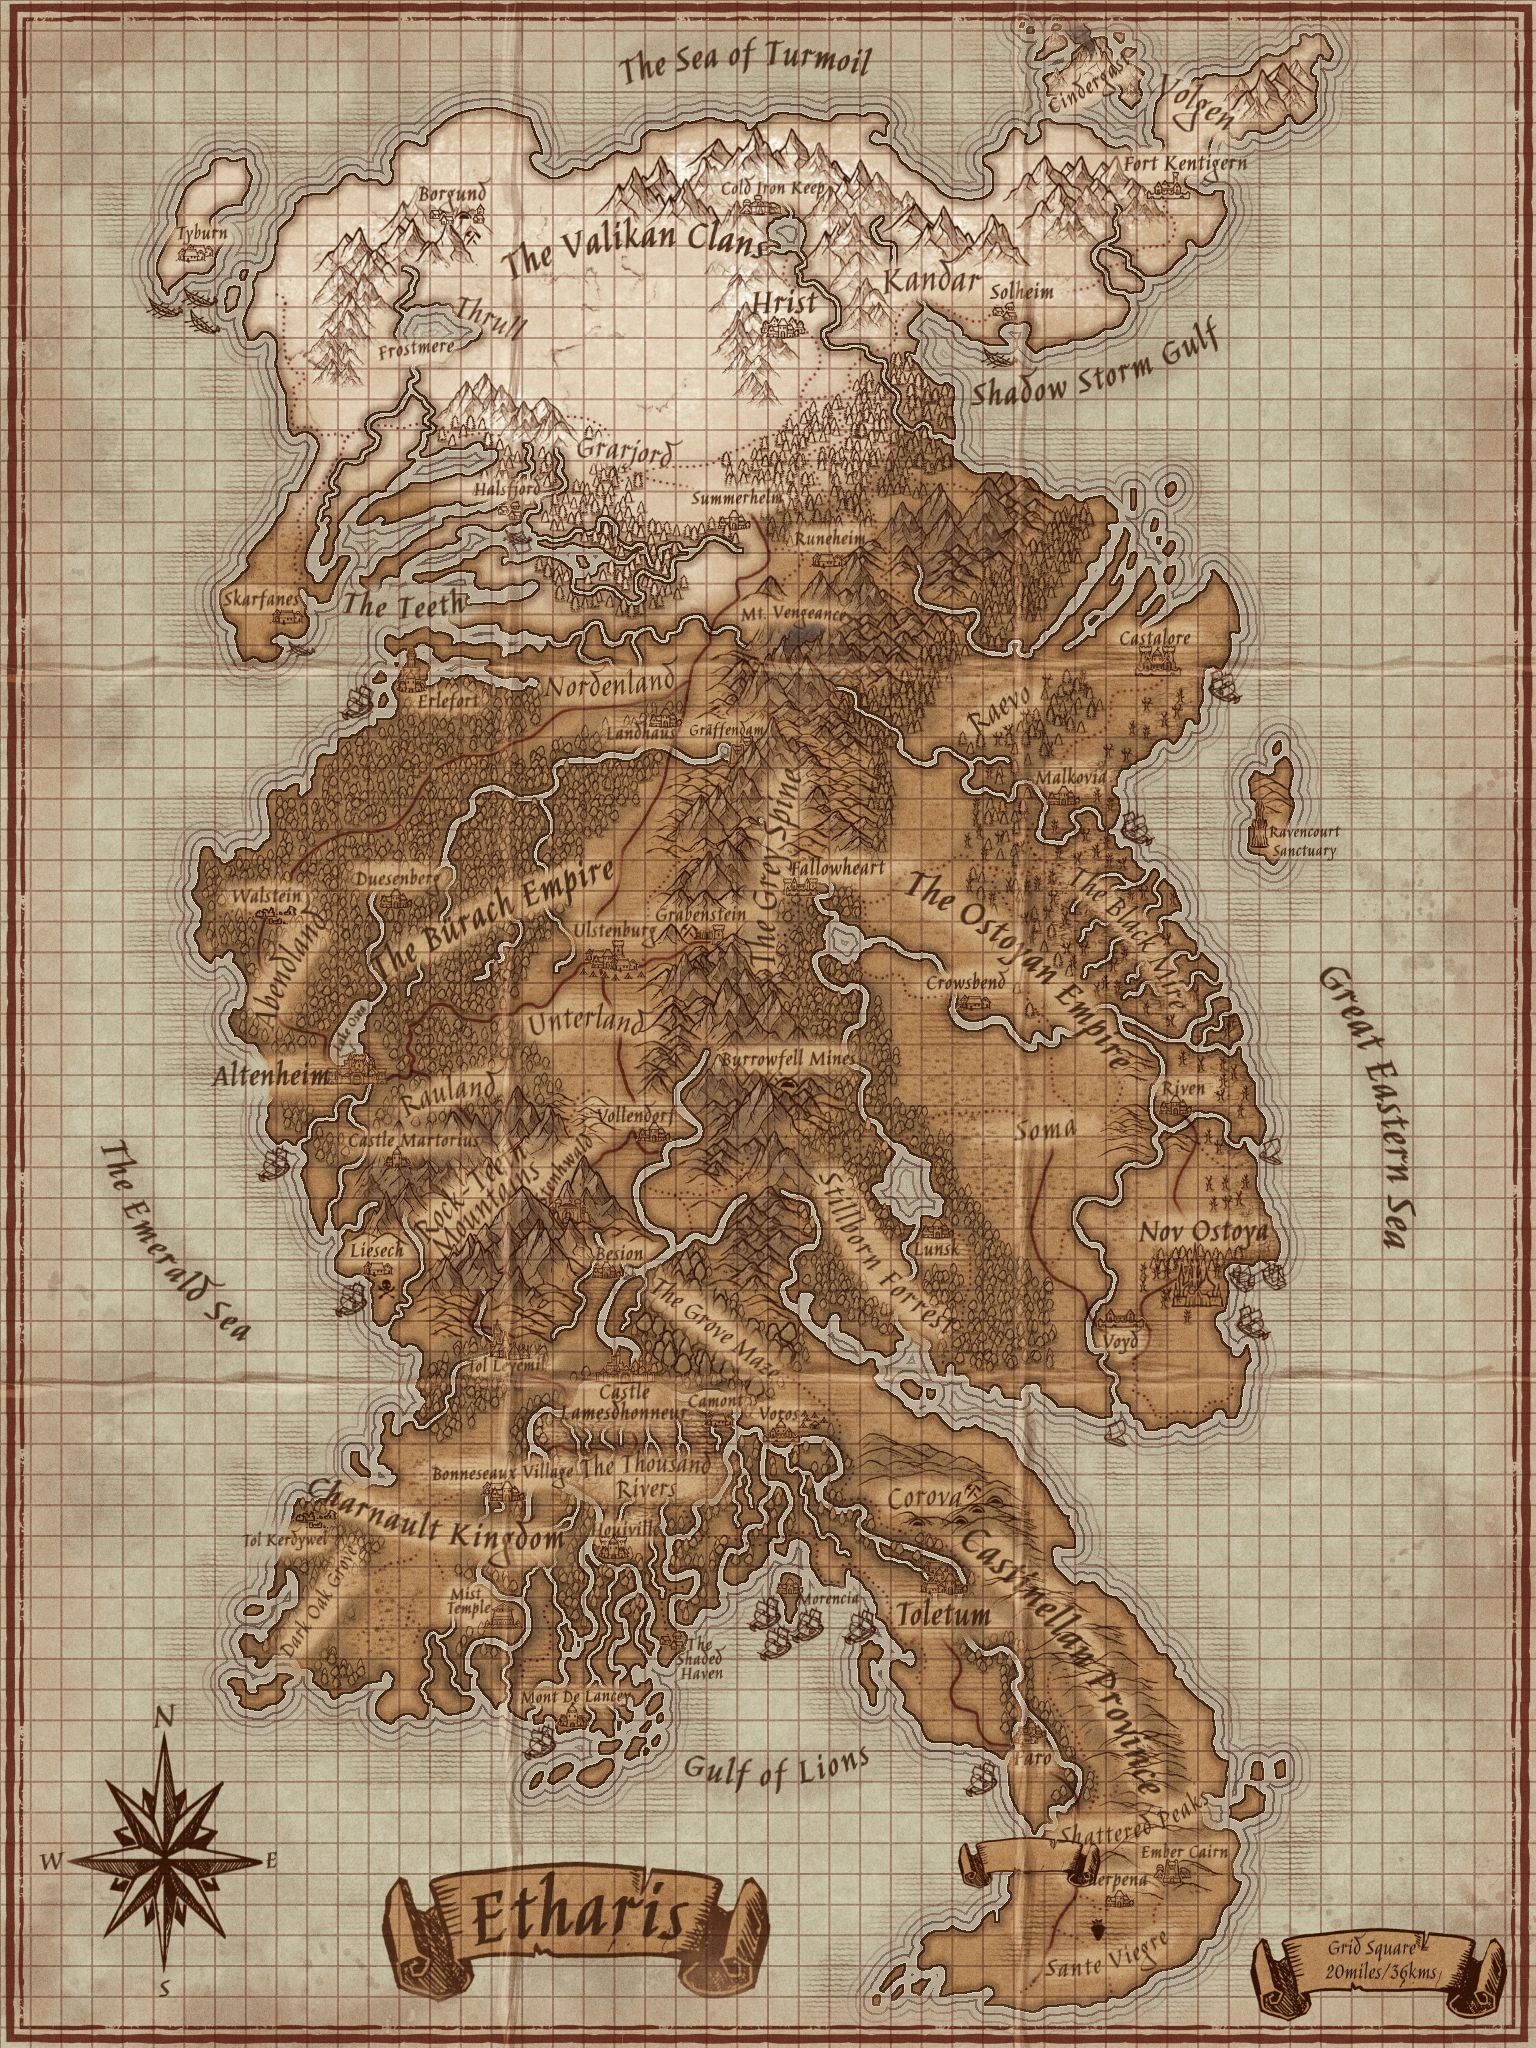 The Sea of Turmoil
Cindergast
Volgen
Fort Kentigern
Borgund
Cold Iron Keep
Tyburn
The Valikan Clans
Kandar
Solheim
Hrist
Thrull
Frostmere
Shadow Storm Gulf
Grarjord
Halsfjord
Summerhelm
Runeheim
Skarfanes
The Teeth
Mt. Vengeance
Castalore
Erlefort
Nordenland
Raevo
Landhaus
Gräffendam
Malkovia
The Grey Spine
Ravencourt
Sanctuary
Fallowheart
Duesenberg
Walstein
The Bürach Empire
The Ostoyan Empire
The Black Mire
Abendland
Grabenstein
Ulstenburg
Crowsbend
Unterland
Great Eastern Sea
Altenheim
Burrowfell Mines
Rauland
Riven
Vollendorf
Soma
Castle Martorius
The Emerald Sea
Rock-Tein
Mountains
Stillborn Forrest
Nov Ostoya
Liesech
Besion
Lunsk
The Grove Maze
Voyd
Tol Leyemil
Castle
Lamesdhonneur
Camont
Votos
Bonneseaux Village
The Thousand
Rivers
Corova
Charnault Kingdom
Houiville
Tol Kerdywel
Castinellan Province
Dark Oak Grove
Mist
Temple
Morencia
Toletum
The
Shaded
Haven
Mont De Lancey
Gulf of Lions
Faro
N
W
E
S
Shattered Peaks
Ember Cairn
Sante Viegre
Etharis
Grid Square -
20miles/36kms